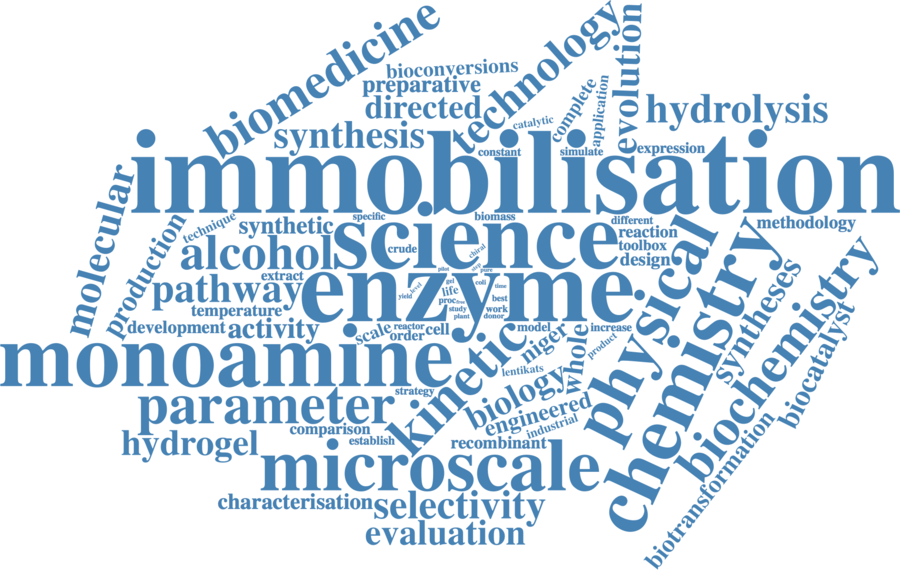 biomedicine
technology
evolution
bioconversions
preparative
directed
synthesis
complete
application
catalytic
hydrolysis
constant
simulate
expression
immobilisation
molecular
production
technique
synthetic
specific
biomass
different
methodology
science
crude
chiral
reaction
toolbox
design
alcohol
physical
chemistry
extract
pathway
enzyme
pilot
step
pure
gel
coli
time
yield
level
life
best
proc
free
study
work
plant
donor
temperature
development
activity
scale
reactor
order
cell
model
increase
niger
whole
product
syntheses
biochemistry
biocatalyst
monoamine
kinetic
lentikats
strategy
biology
parameter
engineered
industrial
comparison
establish
recombinant
hydrogel
microscale
biotransformation
characterisation
selectivity
evaluation